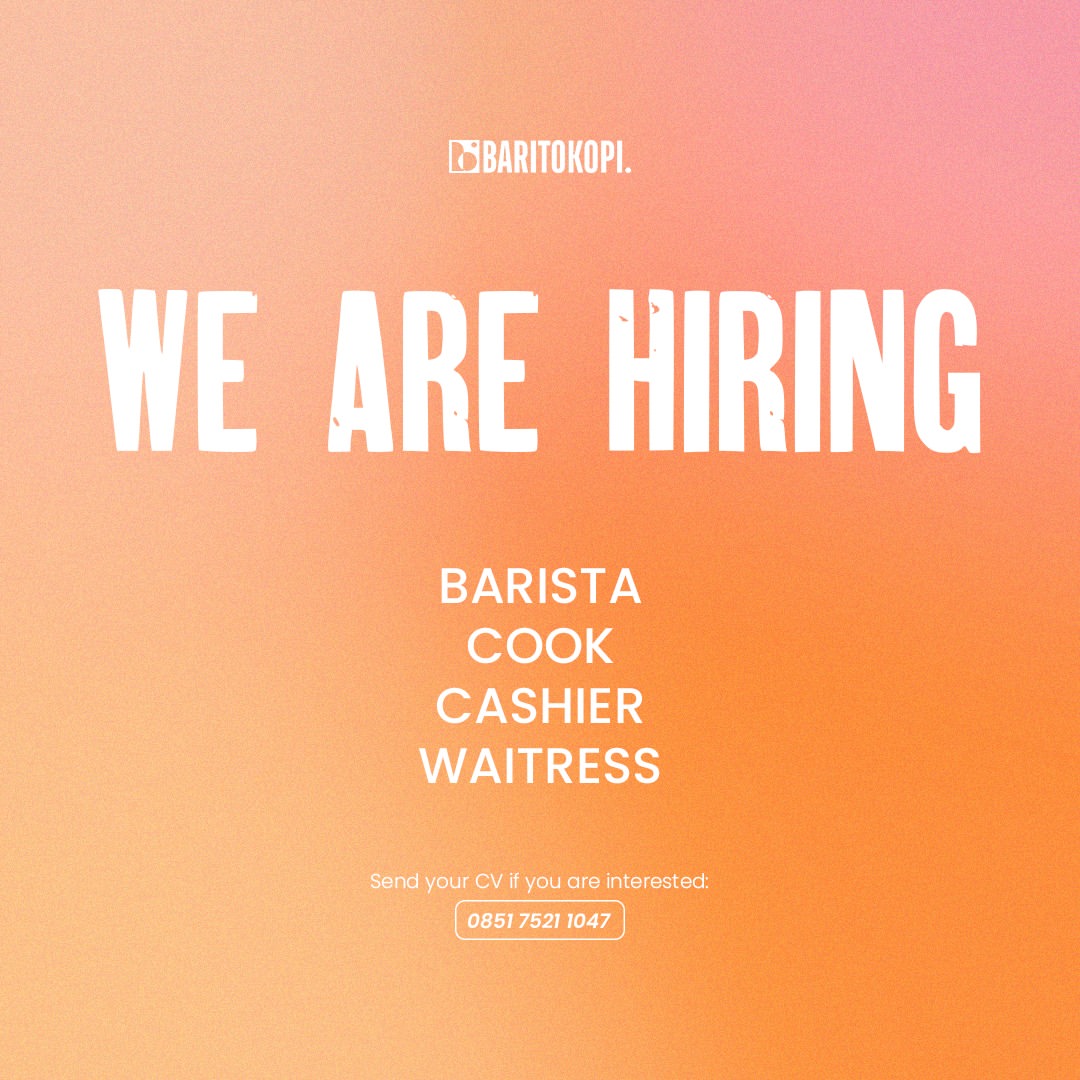 BARITOKOPI.
WE ARE HIRING
BARISTA
COOK
CASHIER
WAITRESS
Send your CV if you are interested:
0851 7521 1047